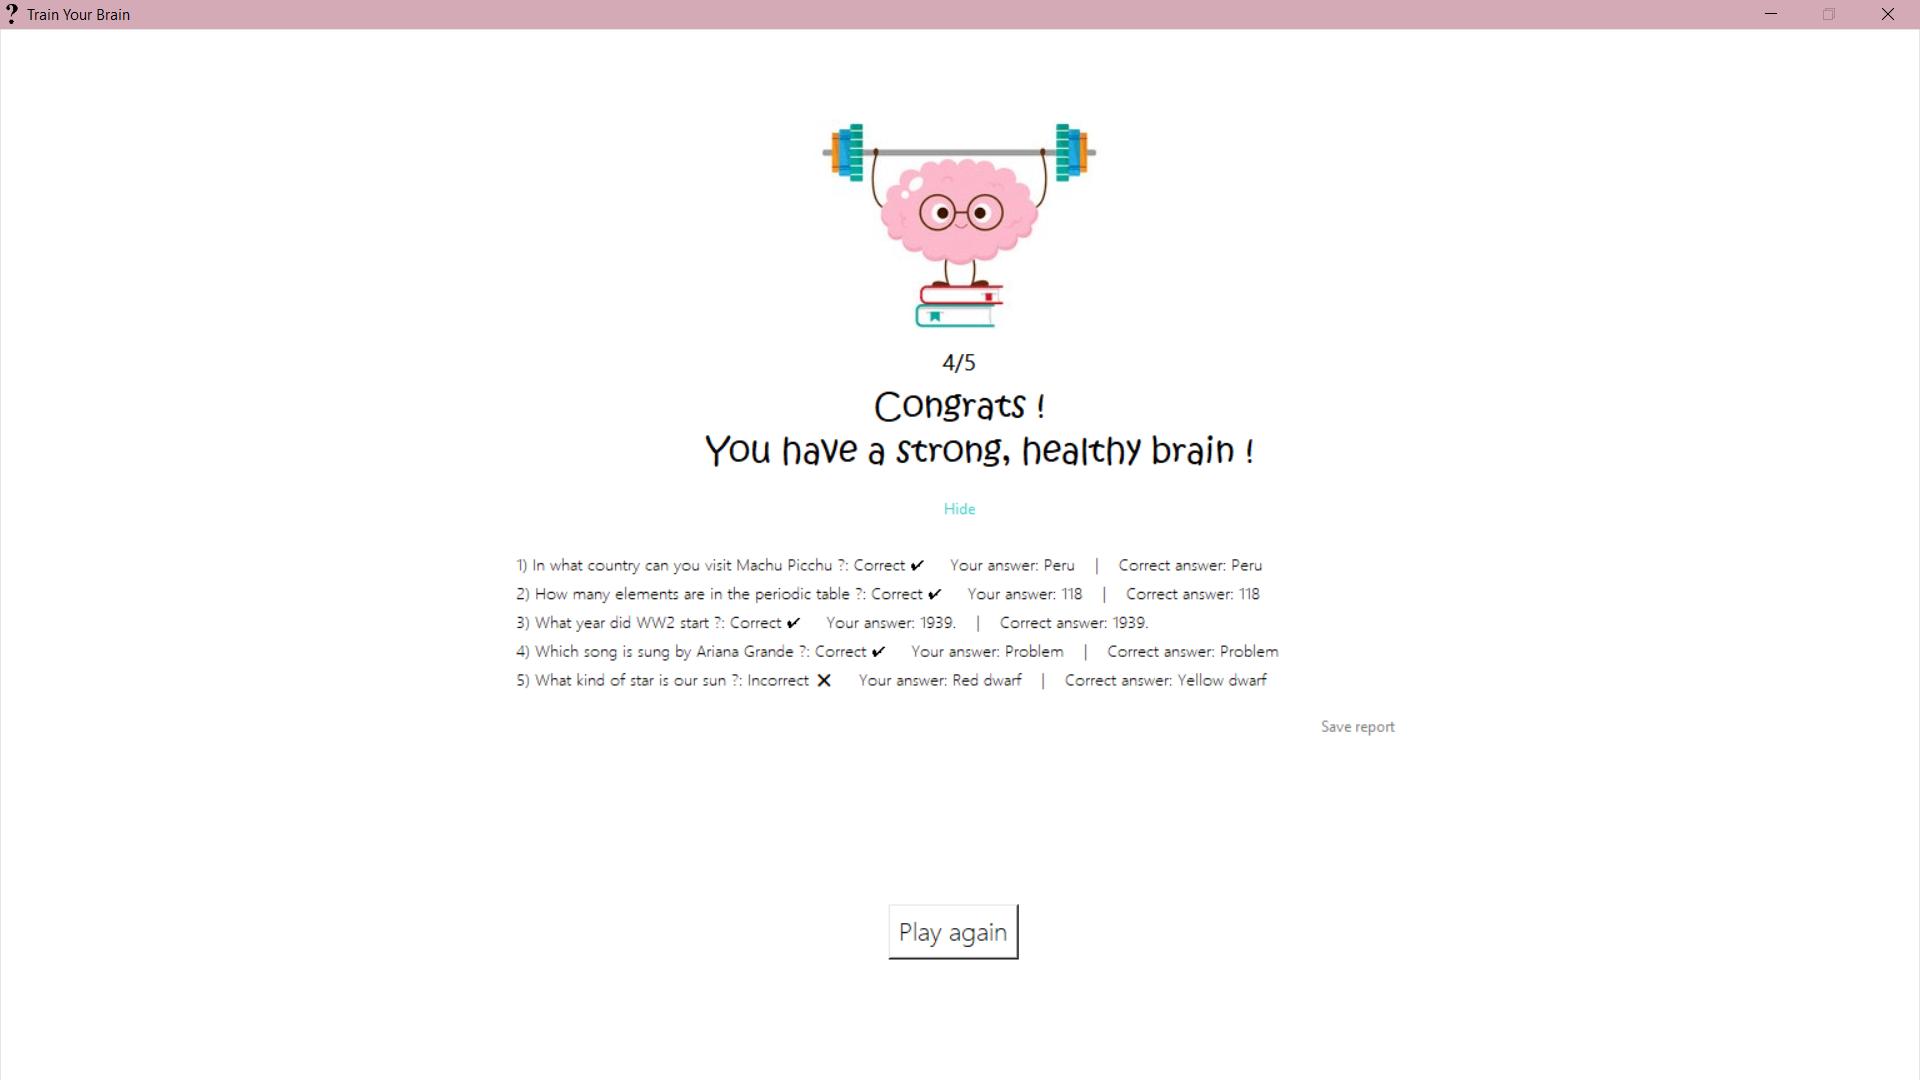 Train Your Brain
4/5
Congrats !
You have a strong, healthy brain !
Hide
1) In what country can you visit Machu Picchu ?: Correct ✔ Your answer: Peru | Correct answer: Peru
2) How many elements are in the periodic table ?: Correct ✔ Your answer: 118 | Correct answer: 118
3) What year did WW2 start ?: Correct ✔ Your answer: 1939. | Correct answer: 1939.
4) Which song is sung by Ariana Grande ?: Correct ✔ Your answer: Problem | Correct answer: Problem
5) What kind of star is our sun ?: Incorrect ✕ Your answer: Red dwarf | Correct answer: Yellow dwarf
Save report
Play again